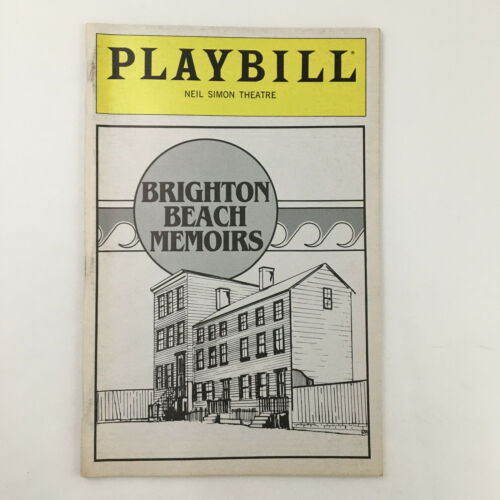 PLAYBILL®
NEIL SIMON THEATRE
BRIGHTON
BEACH
MEMOIRS